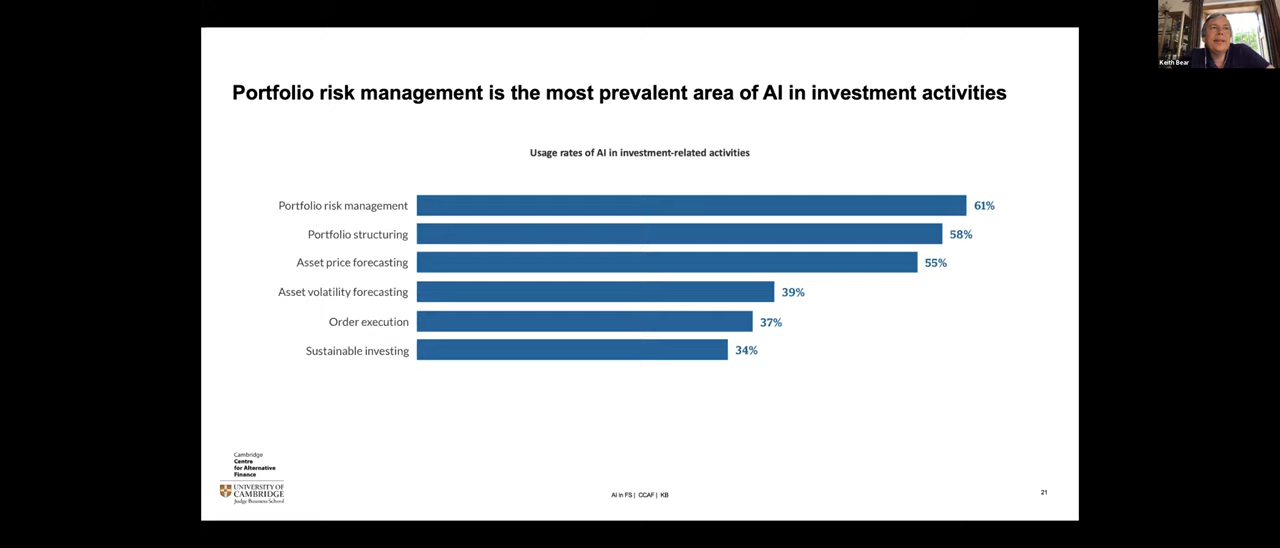 Portfolio risk management is the most prevalent area of AI in investment activities
Keith Bear
Usage rates of AI in investment-related activities
Portfolio risk management 61%
Portfolio structuring 58%
Asset price forecasting 55%
Asset volatility forecasting 39%
Order execution 37%
Sustainable investing 34%
Cambridge
Centre
for Alternative
Finance
UNIVERSITY OF
CAMBRIDGE
Judge Business School
AI in FS | CCAF | KB
21